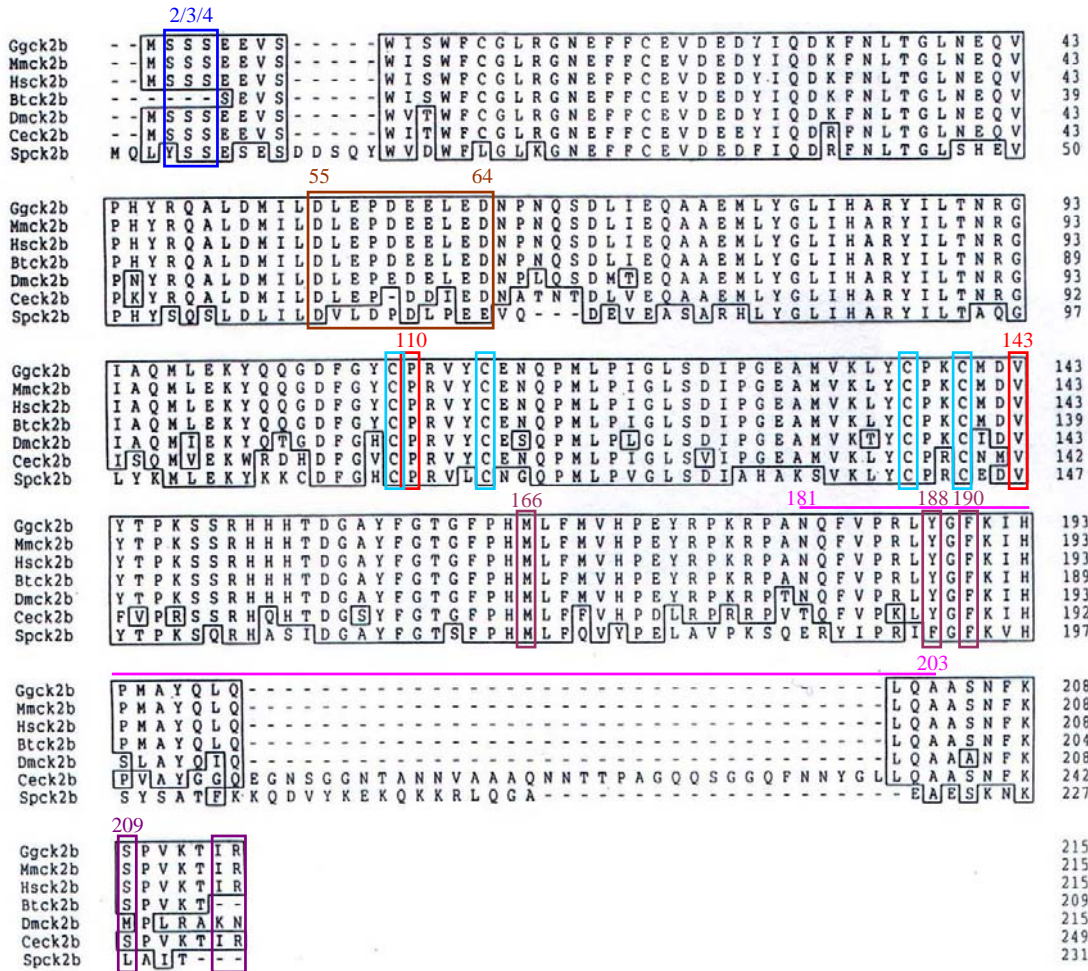 2/3/4
Ggck2b - - M S S S E E V S - - - - - W I S W F C G L R G N E F F C E V D E D Y I Q D K F N L T G L N E Q V 43
Mmck2b - - M S S S E E V S - - - - - W I S W F C G L R G N E F F C E V D E D Y I Q D K F N L T G L N E Q V 43
Hsck2b - - M S S S E E V S - - - - - W I S W F C G L R G N E F F C E V D E D Y I Q D K F N L T G L N E Q V 43
Btck2b - - - - - - S E V S - - - - - W I S W F C G L R G N E F F C E V D E D Y I Q D K F N L T G L N E Q V 39
Dmck2b - - M S S S E E V S - - - - - W V T W F C G L R G N E F F C E V D E D Y I Q D K F N L T G L N E Q V 43
Ceck2b - - M S S S E E V S - - - - - W I T W F C G L R G N E F F C E V D E E Y I Q D R F N L T G L N E Q V 43
Spck2b M Q L Y S S E S E S D D S Q Y W V D W F L G L K G N E F F C E V D E D F I Q D R F N L T G L S H E V 50
55 64
Ggck2b P H Y R Q A L D M I L D L E P D E E L E D N P N Q S D L I E Q A A E M L Y G L I H A R Y I L T N R G 93
Mmck2b P H Y R Q A L D M I L D L E P D E E L E D N P N Q S D L I E Q A A E M L Y G L I H A R Y I L T N R G 93
Hsck2b P H Y R Q A L D M I L D L E P D E E L E D N P N Q S D L I E Q A A E M L Y G L I H A R Y I L T N R G 93
Btck2b P H Y R Q A L D M I L D L E P D E E L E D N P N Q S D L I E Q A A E M L Y G L I H A R Y I L T N R G 89
Dmck2b P N Y R Q A L D M I L D L E P E D E L E D N P L Q S D M T E Q A A E M L Y G L I H A R Y I L T N R G 93
Ceck2b P K Y R Q A L D M I L D L E P - D D I E D N A T N T D L V E Q A A E M L Y G L I H A R Y I L T N R G 92
Spck2b P H Y S Q S L D L I L D V L D P D L P E E V Q - - - D E V E A S A R H L Y G L I H A R Y I L T A Q G 97
110 143
Ggck2b I A Q M L E K Y Q Q G D F G Y C P R V Y C E N Q P M L P I G L S D I P G E A M V K L Y C P K C M D V 143
Mmck2b I A Q M L E K Y Q Q G D F G Y C P R V Y C E N Q P M L P I G L S D I P G E A M V K L Y C P K C M D V 143
Hsck2b I A Q M L E K Y Q Q G D F G Y C P R V Y C E N Q P M L P I G L S D I P G E A M V K L Y C P K C M D V 143
Btck2b I A Q M L E K Y Q Q G D F G Y C P R V Y C E N Q P M L P I G L S D I P G E A M V K L Y C P K C M D V 139
Dmck2b I A Q M I E K Y Q T G D F G H C P R V Y C E S Q P M L P L G L S D I P G E A M V K T Y C P K C I D V 143
Ceck2b I S Q M V E K W R D H D F G V C P R V Y C E N Q P M L P I G L S D V I P G E A M V K L Y C P R C N M V 142
Spck2b L Y K M L E K Y K K C D F G H C P R V L C N G Q P M L P V G L S D I A H A K S V K L Y C P R C E D V 147
166 181 188 190
Ggck2b Y T P K S S R H H H T D G A Y F G T G F P H M L F M V H P E Y R P K R P A N Q F V P R L Y G F K I H 193
Mmck2b Y T P K S S R H H H T D G A Y F G T G F P H M L F M V H P E Y R P K R P A N Q F V P R L Y G F K I H 193
Hsck2b Y T P K S S R H H H T D G A Y F G T G F P H M L F M V H P E Y R P K R P A N Q F V P R L Y G F K I H 193
Btck2b Y T P K S S R H H H T D G A Y F G T G F P H M L F M V H P E Y R P K R P A N Q F V P R L Y G F K I H 189
Dmck2b Y T P K S S R H H H T D G A Y F G T G F P H M L F M V H P E Y R P K R P T N Q F V P R L Y G F K I H 193
Ceck2b F V P R S S R H Q H T D G S Y F G T G F P H M L F F V H P D L R P R R P V T Q F V P K L Y G F K I H 192
Spck2b Y T P K S Q R H A S I D G A Y F G T S F P H M L F Q V Y P E L A V P K S Q E R Y I P R I F G F K V H 197
203
Ggck2b P M A Y Q L Q - - - - - - - - - - - - - - - - - - - - - - - - - - - - - - - - - - - L Q A A S N F K 208
Mmck2b P M A Y Q L Q - - - - - - - - - - - - - - - - - - - - - - - - - - - - - - - - - - - L Q A A S N F K 208
Hsck2b P M A Y Q L Q - - - - - - - - - - - - - - - - - - - - - - - - - - - - - - - - - - - L Q A A S N F K 208
Btck2b P M A Y Q L Q - - - - - - - - - - - - - - - - - - - - - - - - - - - - - - - - - - - L Q A A S N F K 204
Dmck2b S L A Y Q I Q - - - - - - - - - - - - - - - - - - - - - - - - - - - - - - - - - - - L Q A A A N F K 208
Ceck2b P V A Y G G Q E G N S G G N T A N N V A A A Q N N T T P A G Q Q S G G Q F N N Y G L L Q A A S N F K 242
Spck2b S Y S A T F K K Q D V Y K E K Q K K R L Q G A - - - - - - - - - - - - - - - - - - - - E A E S K N K 227
209
Ggck2b S P V K T I R 215
Mmck2b S P V K T I R 215
Hsck2b S P V K T I R 215
Btck2b S P V K T - - 209
Dmck2b M P L R A K N 215
Ceck2b S P V K T I R 249
Spck2b L A I T - - - 231